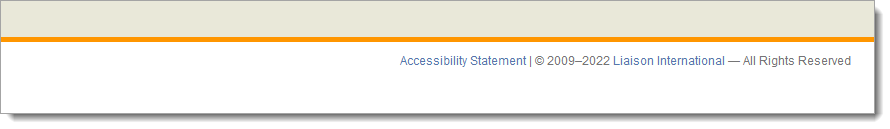 Accessibility Statement | © 2009–2022 Liaison International — All Rights Reserved